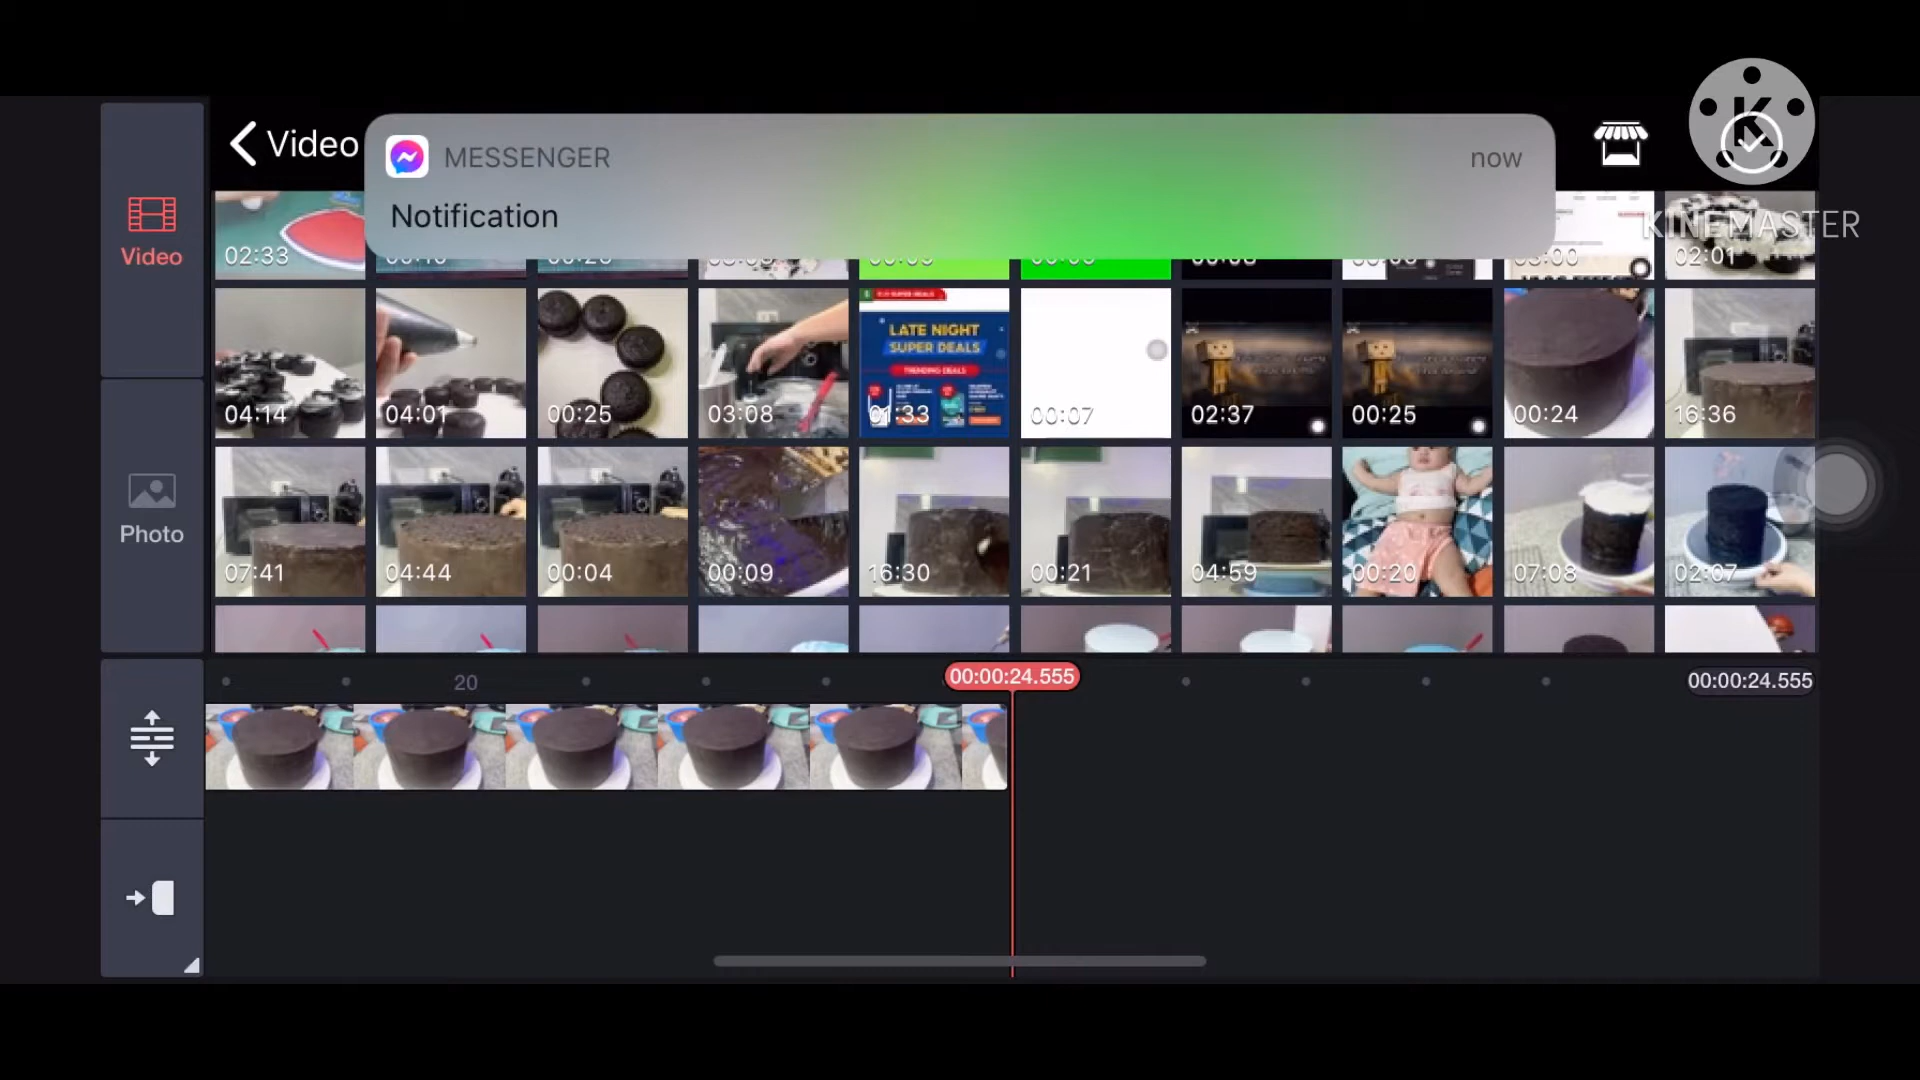 Video
MESSENGER
now
Notification
KINEMASTER
Video
02:33
02:01
LATE NIGHT
SUPER DEALS
TRENDING DEALS
04:14
04:01
00:25
03:08
01:33
00:07
02:37
00:25
00:24
16:36
Photo
07:41
04:44
00:04
00:09
16:30
00:21
04:59
00:20
07:08
02:07
20
00:00:24.555
00:00:24.555